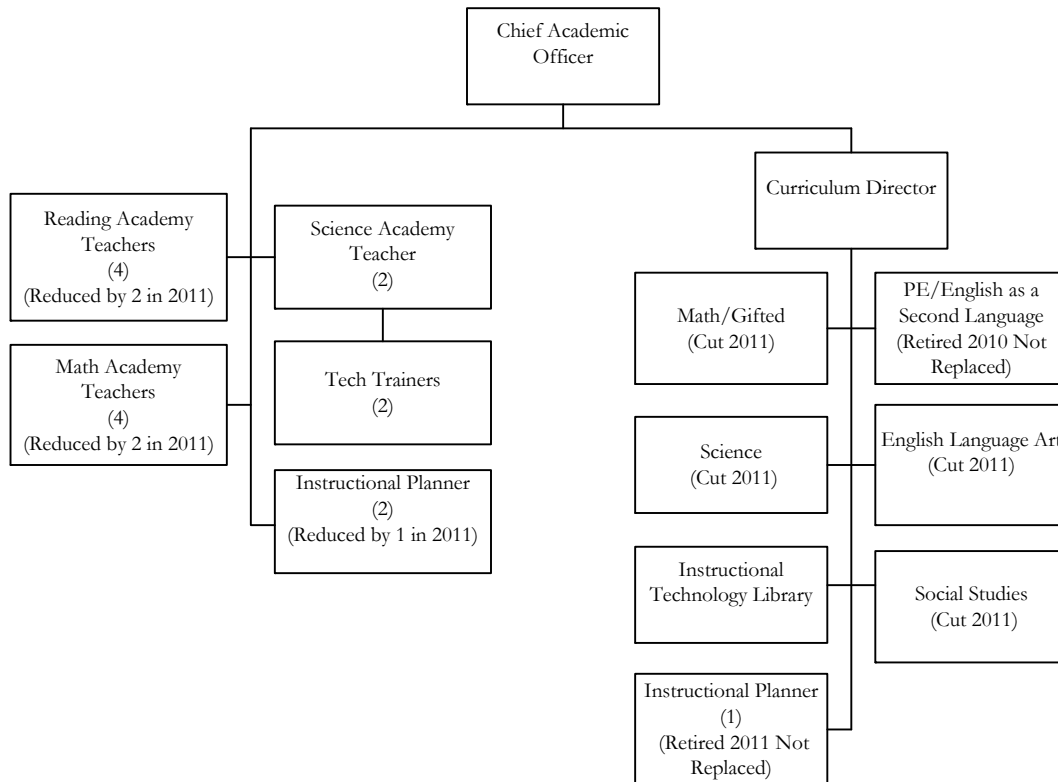 Chief Academic
Officer
Curriculum Director
Reading Academy
Teachers
(4)
(Reduced by 2 in 2011)
Science Academy
Teacher
(2)
Math Academy
Teachers
(4)
(Reduced by 2 in 2011)
Tech Trainers
(2)
Instructional Planner
(2)
(Reduced by 1 in 2011)
Math/Gifted
(Cut 2011)
PE/English as a
Second Language
(Retired 2010 Not
Replaced)
Science
(Cut 2011)
English Language Art
(Cut 2011)
Instructional
Technology Library
Social Studies
(Cut 2011)
Instructional Planner
(1)
(Retired 2011 Not